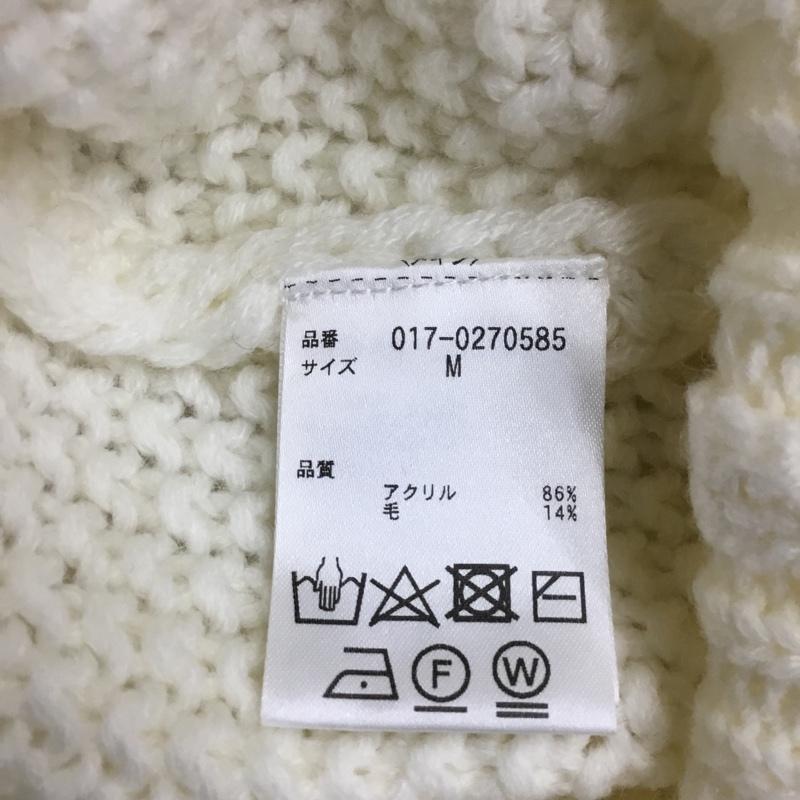 品番 017-0270585
サイズ M
品質
アクリル 86%
毛 14%
F W